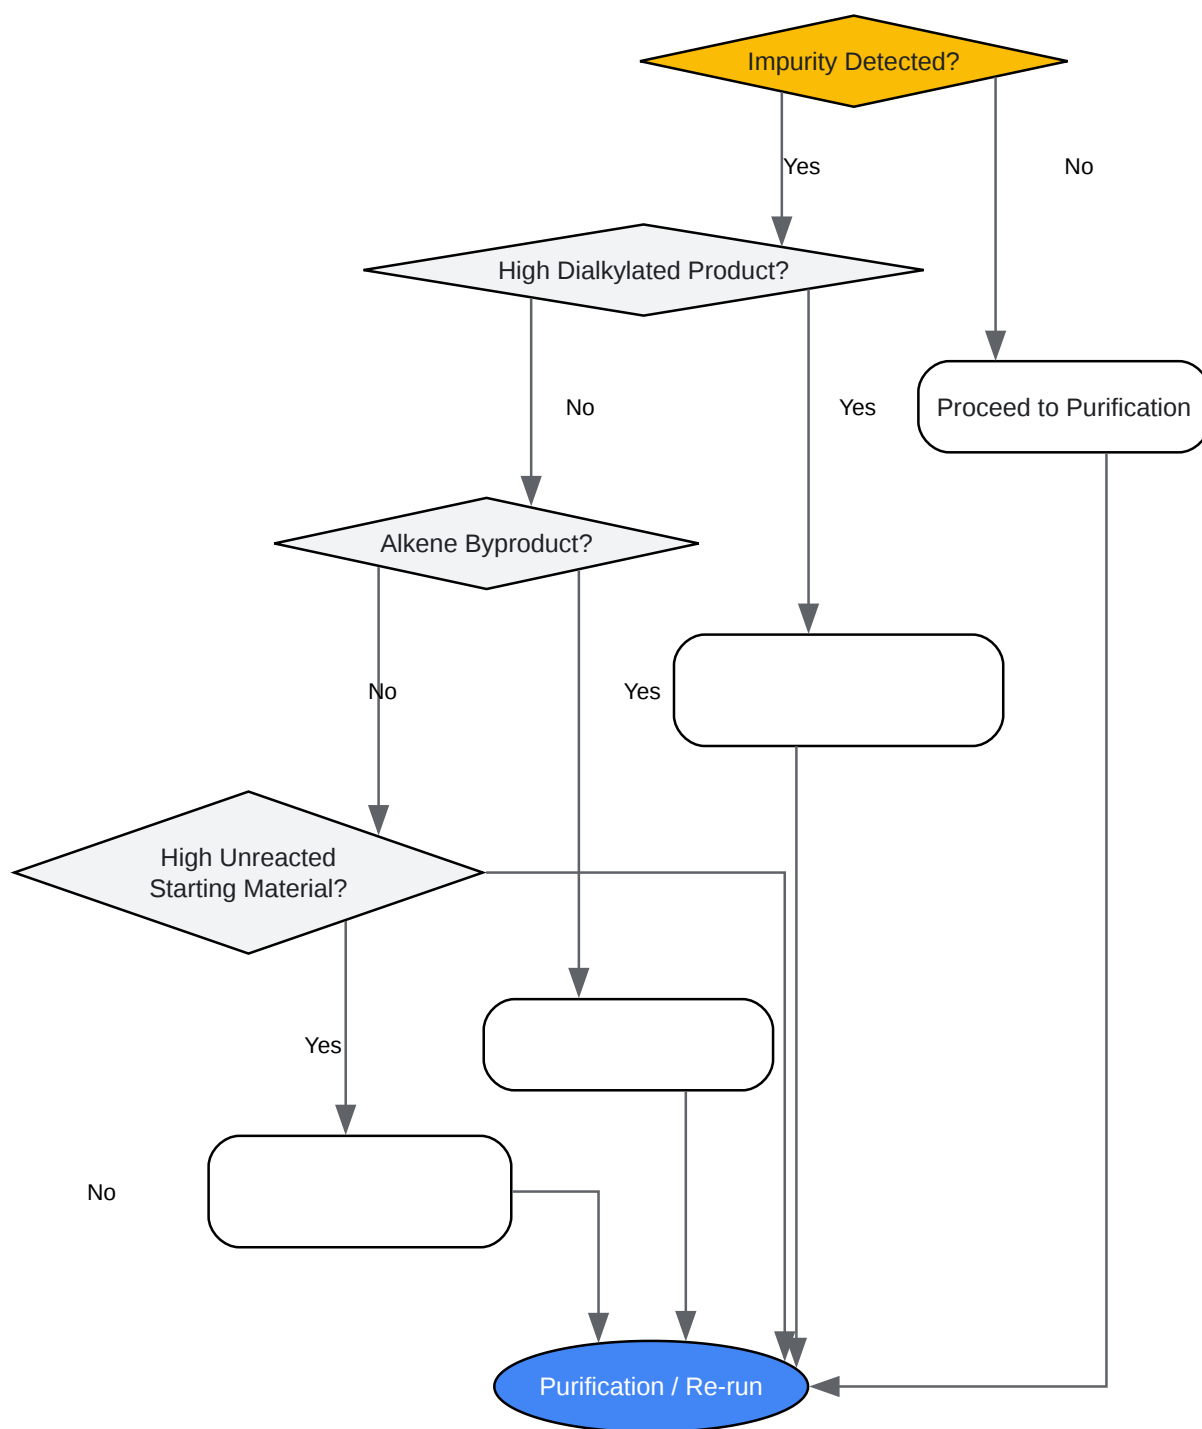 Impurity Detected?
Yes
No
High Dialkylated Product?
No
Yes
Proceed to Purification
Alkene Byproduct?
No
Yes
High Unreacted
Starting Material?
Yes
No
Purification / Re-run